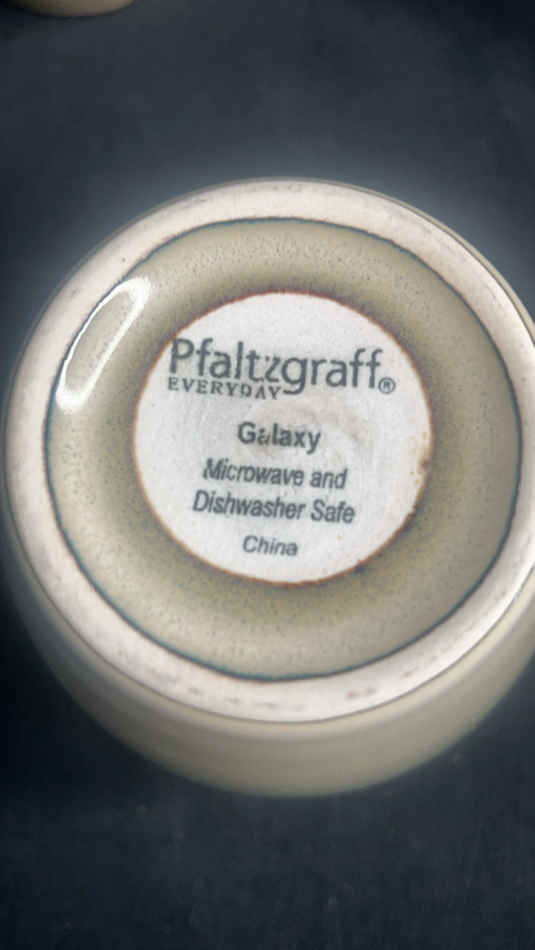 Pfaltzgraff®
EVERYDAY
Galaxy
Microwave and
Dishwasher Safe
China